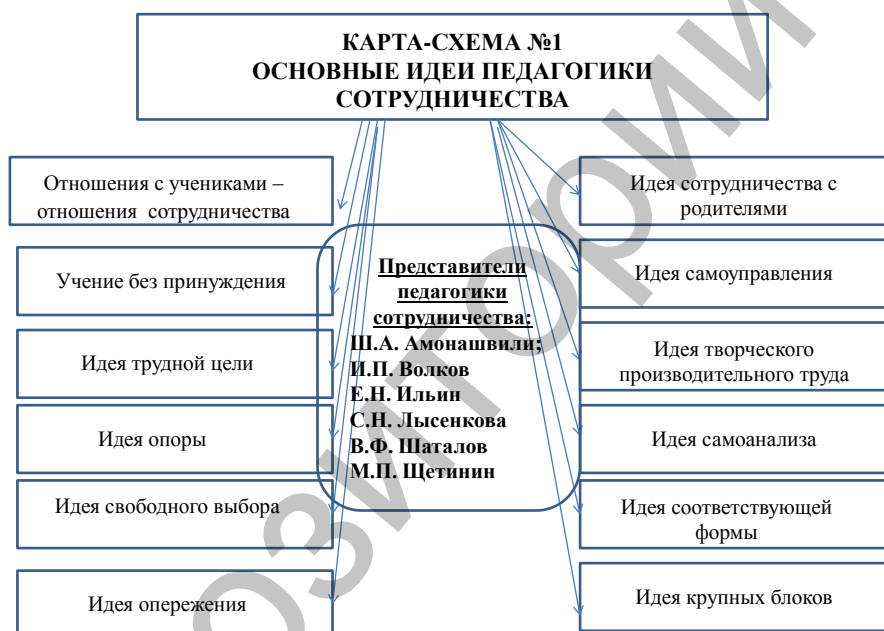 КАРТА-СХЕМА №1
ОСНОВНЫЕ ИДЕИ ПЕДАГОГИКИ
СОТРУДНИЧЕСТВА
Отношения с учениками –
отношения сотрудничества
Учение без принуждения
Идея трудной цели
Идея опоры
Идея свободного выбора
Идея опережения
Представители
педагогики
сотрудничества:
Ш.А. Амонашвили;
И.П. Волков
Е.Н. Ильин
С.Н. Лысенкова
В.Ф. Шаталов
М.П. Щетинин
Идея сотрудничества с
родителями
Идея самоуправления
Идея творческого
производительного труда
Идея самоанализа
Идея соответствующей
формы
Идея крупных блоков